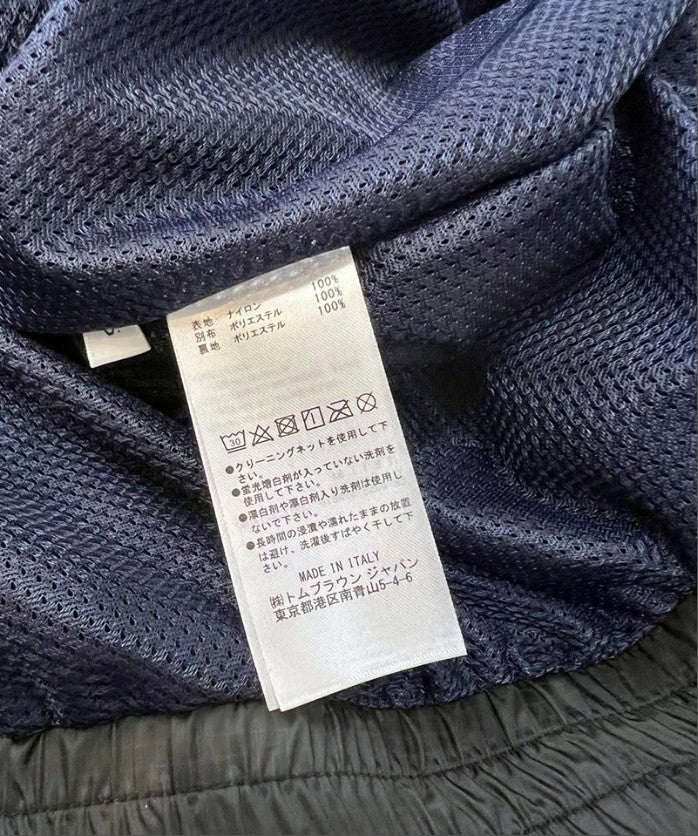 表地 ナイロン 100%
別布 ポリエステル 100%
裏地 ポリエステル 100%
30
●クリーニングネットを使用して下
さい。
●蛍光増白剤が入っていない洗剤を
使用して下さい。
●漂白剤や漂白剤入り洗剤は使用し
ないで下さい。
●長時間の浸漬や濡れたままの放置
は避け、洗濯後すばやく干して下
さい。
MADE IN ITALY
㈱トムブラウン ジャパン
東京都港区南青山5-4-6